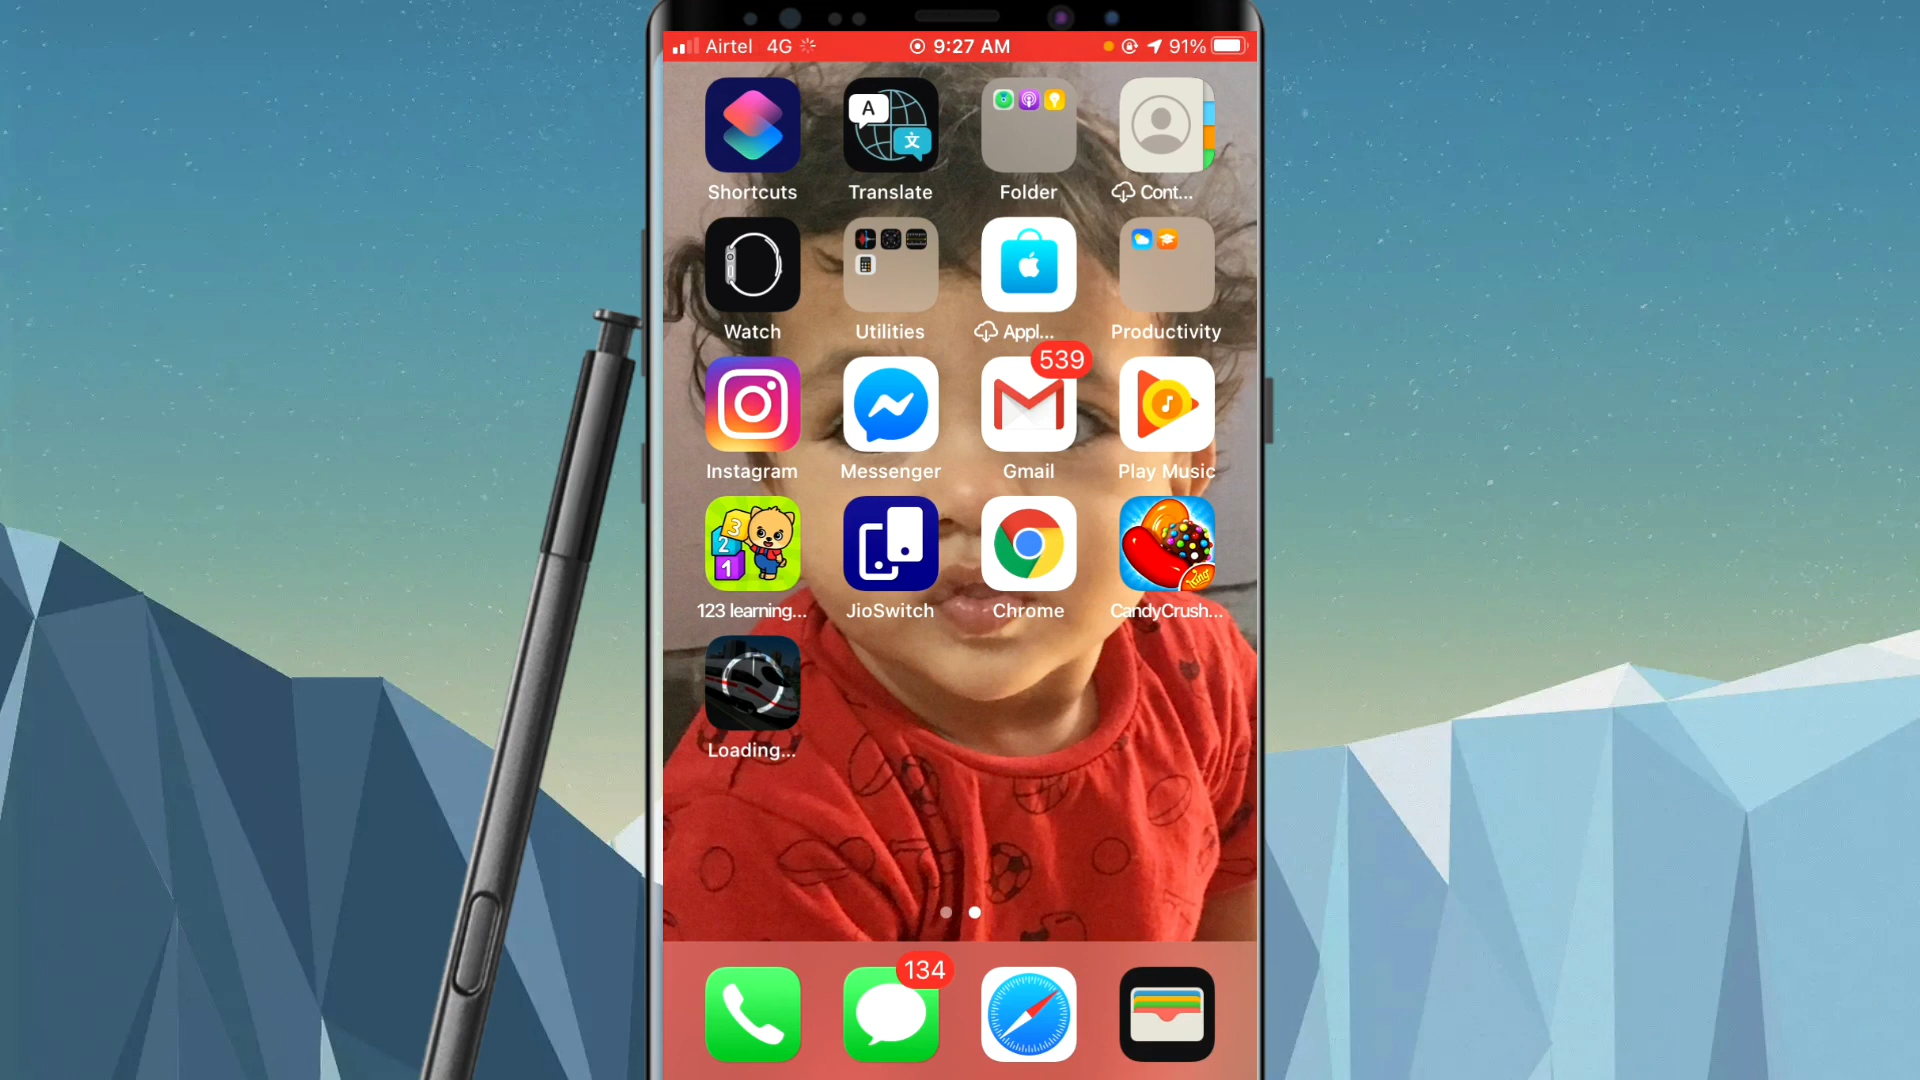 Airtel 4G 9:27 AM 91%
A 文
Shortcuts Translate Folder Cont...
Watch Utilities Appl... Productivity
539
Instagram Messenger Gmail Play Music
3
2
1
King
123 learning... JioSwitch Chrome CandyCrush...
Loading...
134